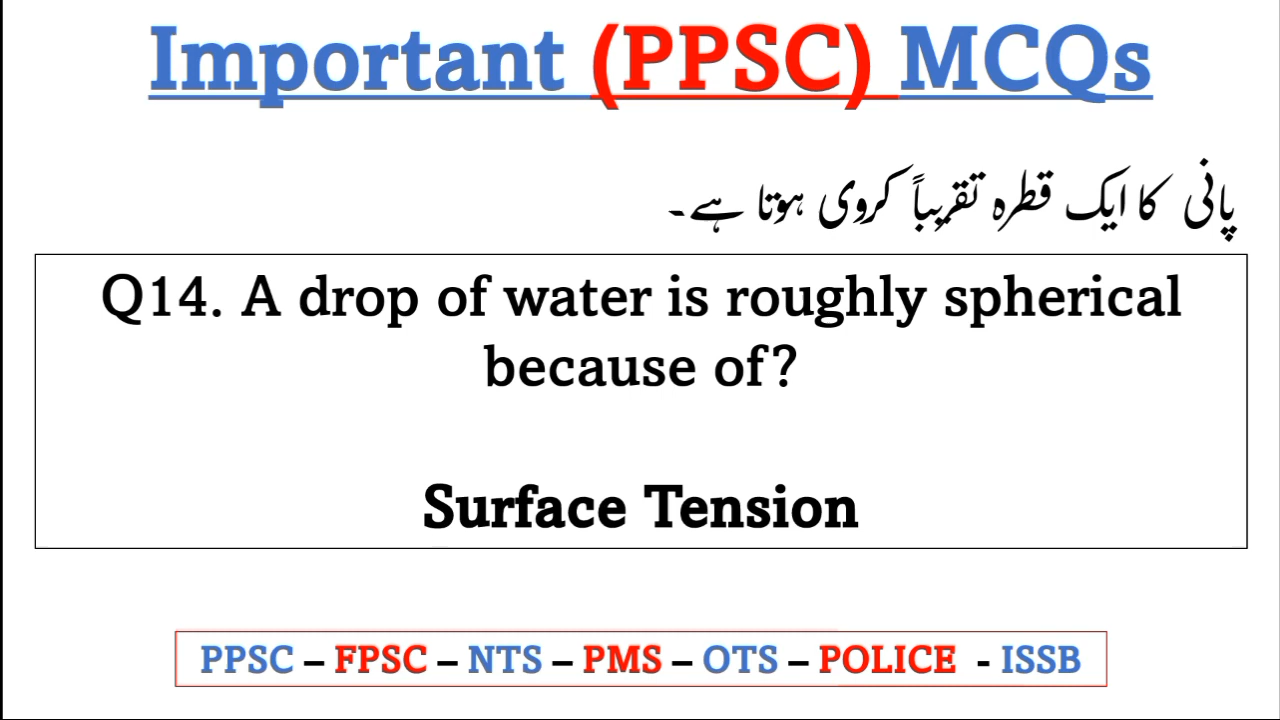 Important (PPSC) MCQs
پانی کا ایک قطرہ تقریباً کروی ہوتا ہے۔
Q14. A drop of water is roughly spherical
because of?
Surface Tension
PPSC – FPSC – NTS – PMS – OTS – POLICE - ISSB